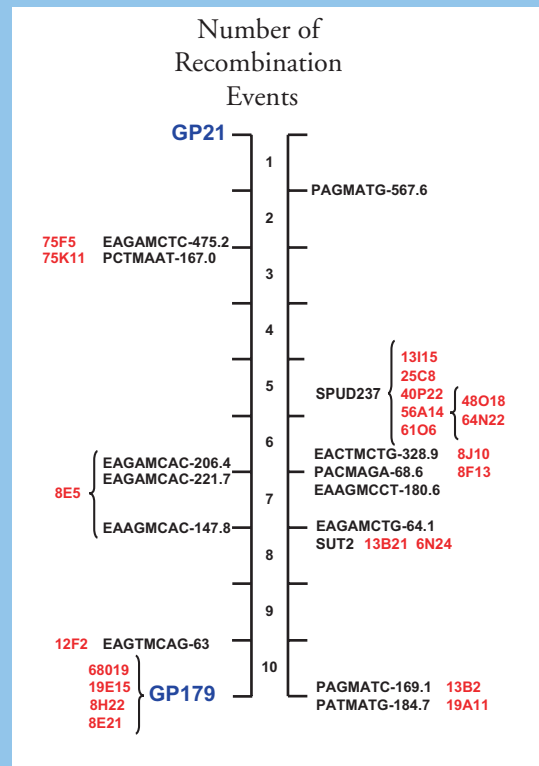 Number of
Recombination
Events
GP21
1
PAGMATG-567.6
2
75F5 EAGAMCTC-475.2
75K11 PCTMAAT-167.0
3
4
5
SPUD237
13I15
25C8
40P22
56A14
61O6
48O18
64N22
6
EACTMCTG-328.9 8J10
PACMAGA-68.6 8F13
EAAGMCCT-180.6
8E5
EAGAMCAC-206.4
EAGAMCAC-221.7
EAAGMCAC-147.8
7
EAGAMCTG-64.1
SUT2 13B21 6N24
8
9
12F2 EAGTMCAG-63
10
68019
19E15
8H22
8E21
GP179
PAGMATC-169.1 13B2
PATMATG-184.7 19A11